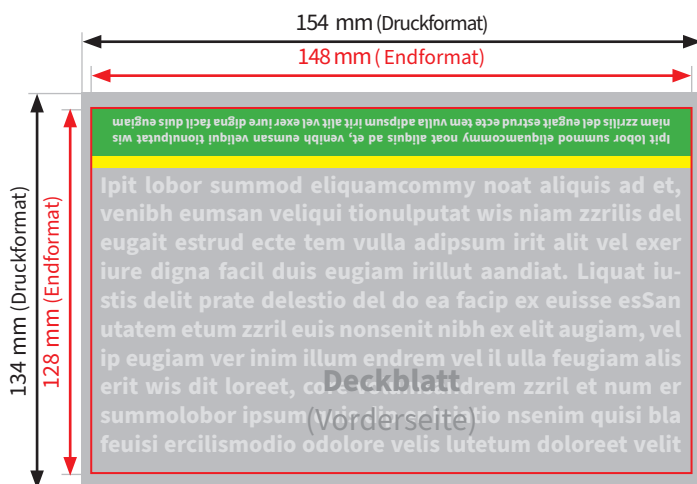 154 mm (Druckformat)
148 mm ( Endformat)
134 mm (Druckformat)
128 mm (Endformat)
Ipit lobor summod eliquamcommy noat aliquis ad et, venibh eumsan veliqui tionulputat wis
niam zzrilis del eugait estrud ecte tem vulla adipsum irit alit vel exer iure digna facil duis eugiam
Ipit lobor summod eliquamcommy noat aliquis ad et,
venibh eumsan veliqui tionulputat wis niam zzrilis del
eugait estrud ecte tem vulla adipsum irit alit vel exer
iure digna facil duis eugiam irillut aandiat. Liquat iu-
stis delit prate delestio del do ea facip ex euisse esSan
utatem etum zzril euis nonsenit nibh ex elit augiam, vel
ip eugiam ver inim illum endrem vel il ulla feugiam alis
erit wis dit loreet, drem zzril et num er
summolobor ipsum tio nsenim quisi bla
feuisi ercilismodio odolore velis lutetum doloreet velit
Deckblatt
(Vorderseite)